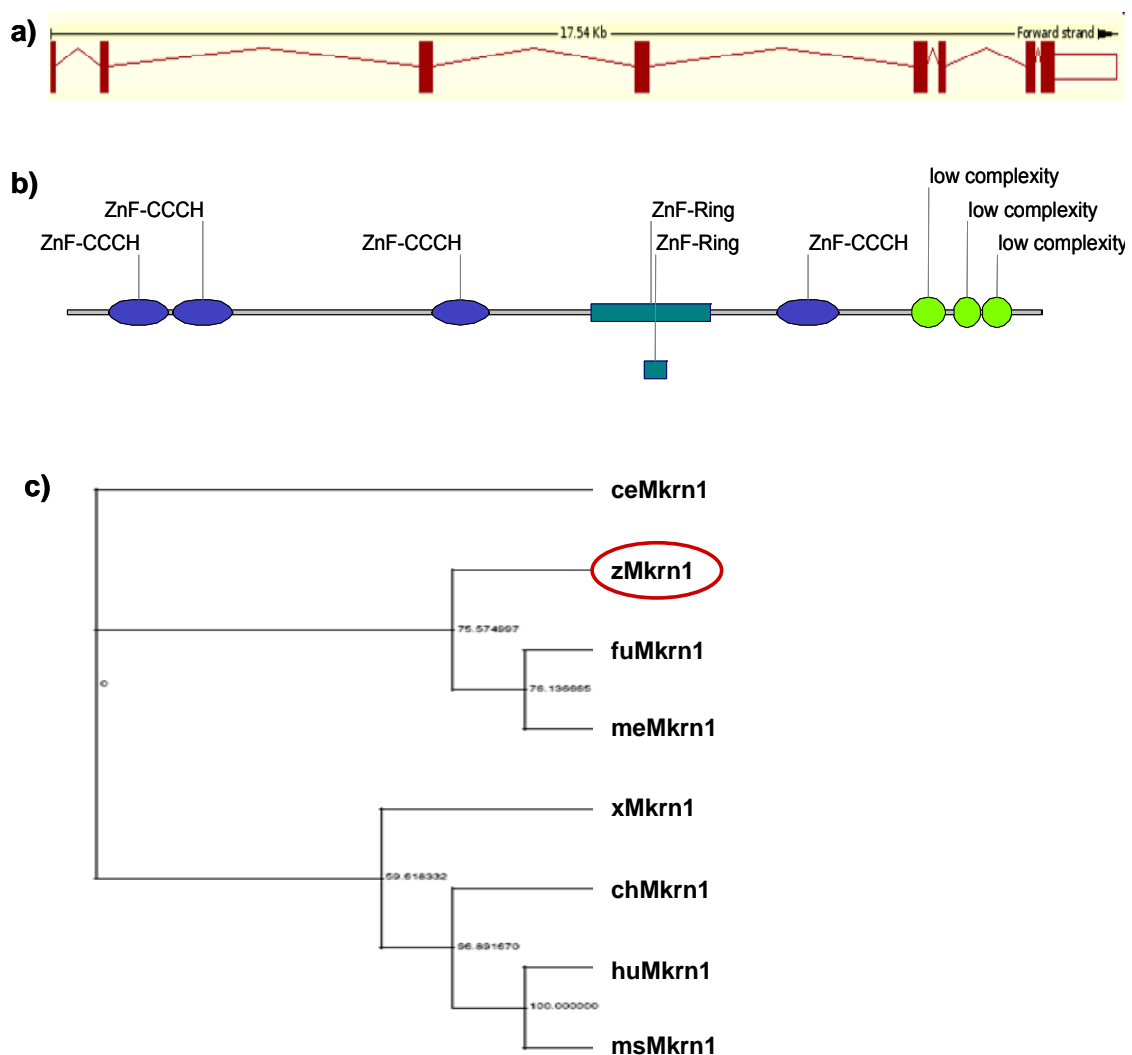 a)
17.54 Kb
Forward strand
b)
low complexity
ZnF-CCCH
ZnF-Ring
low complexity
ZnF-CCCH
ZnF-CCCH
ZnF-Ring
ZnF-CCCH
low complexity
c)
ceMkrn1
zMkrn1
75.574997
fuMkrn1
0
76.136665
meMkrn1
xMkrn1
59.618332
chMkrn1
96.891670
huMkrn1
100.000000
msMkrn1